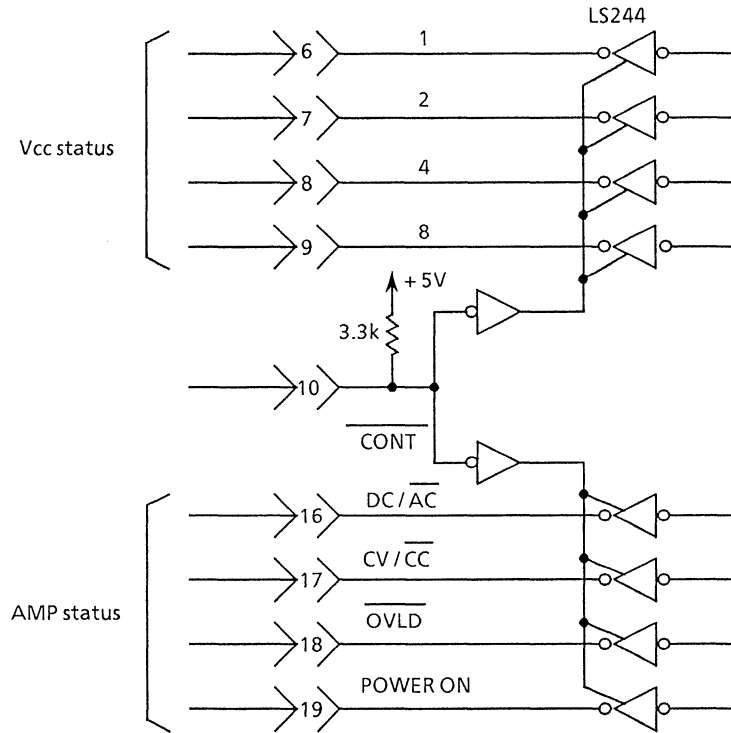 LS244
6 1
7 2
Vcc status
8 4
9 8
+5V
3.3k
10
CONT
16 DC/AC
17 CV/CC
AMP status
18 OVLD
19 POWER ON